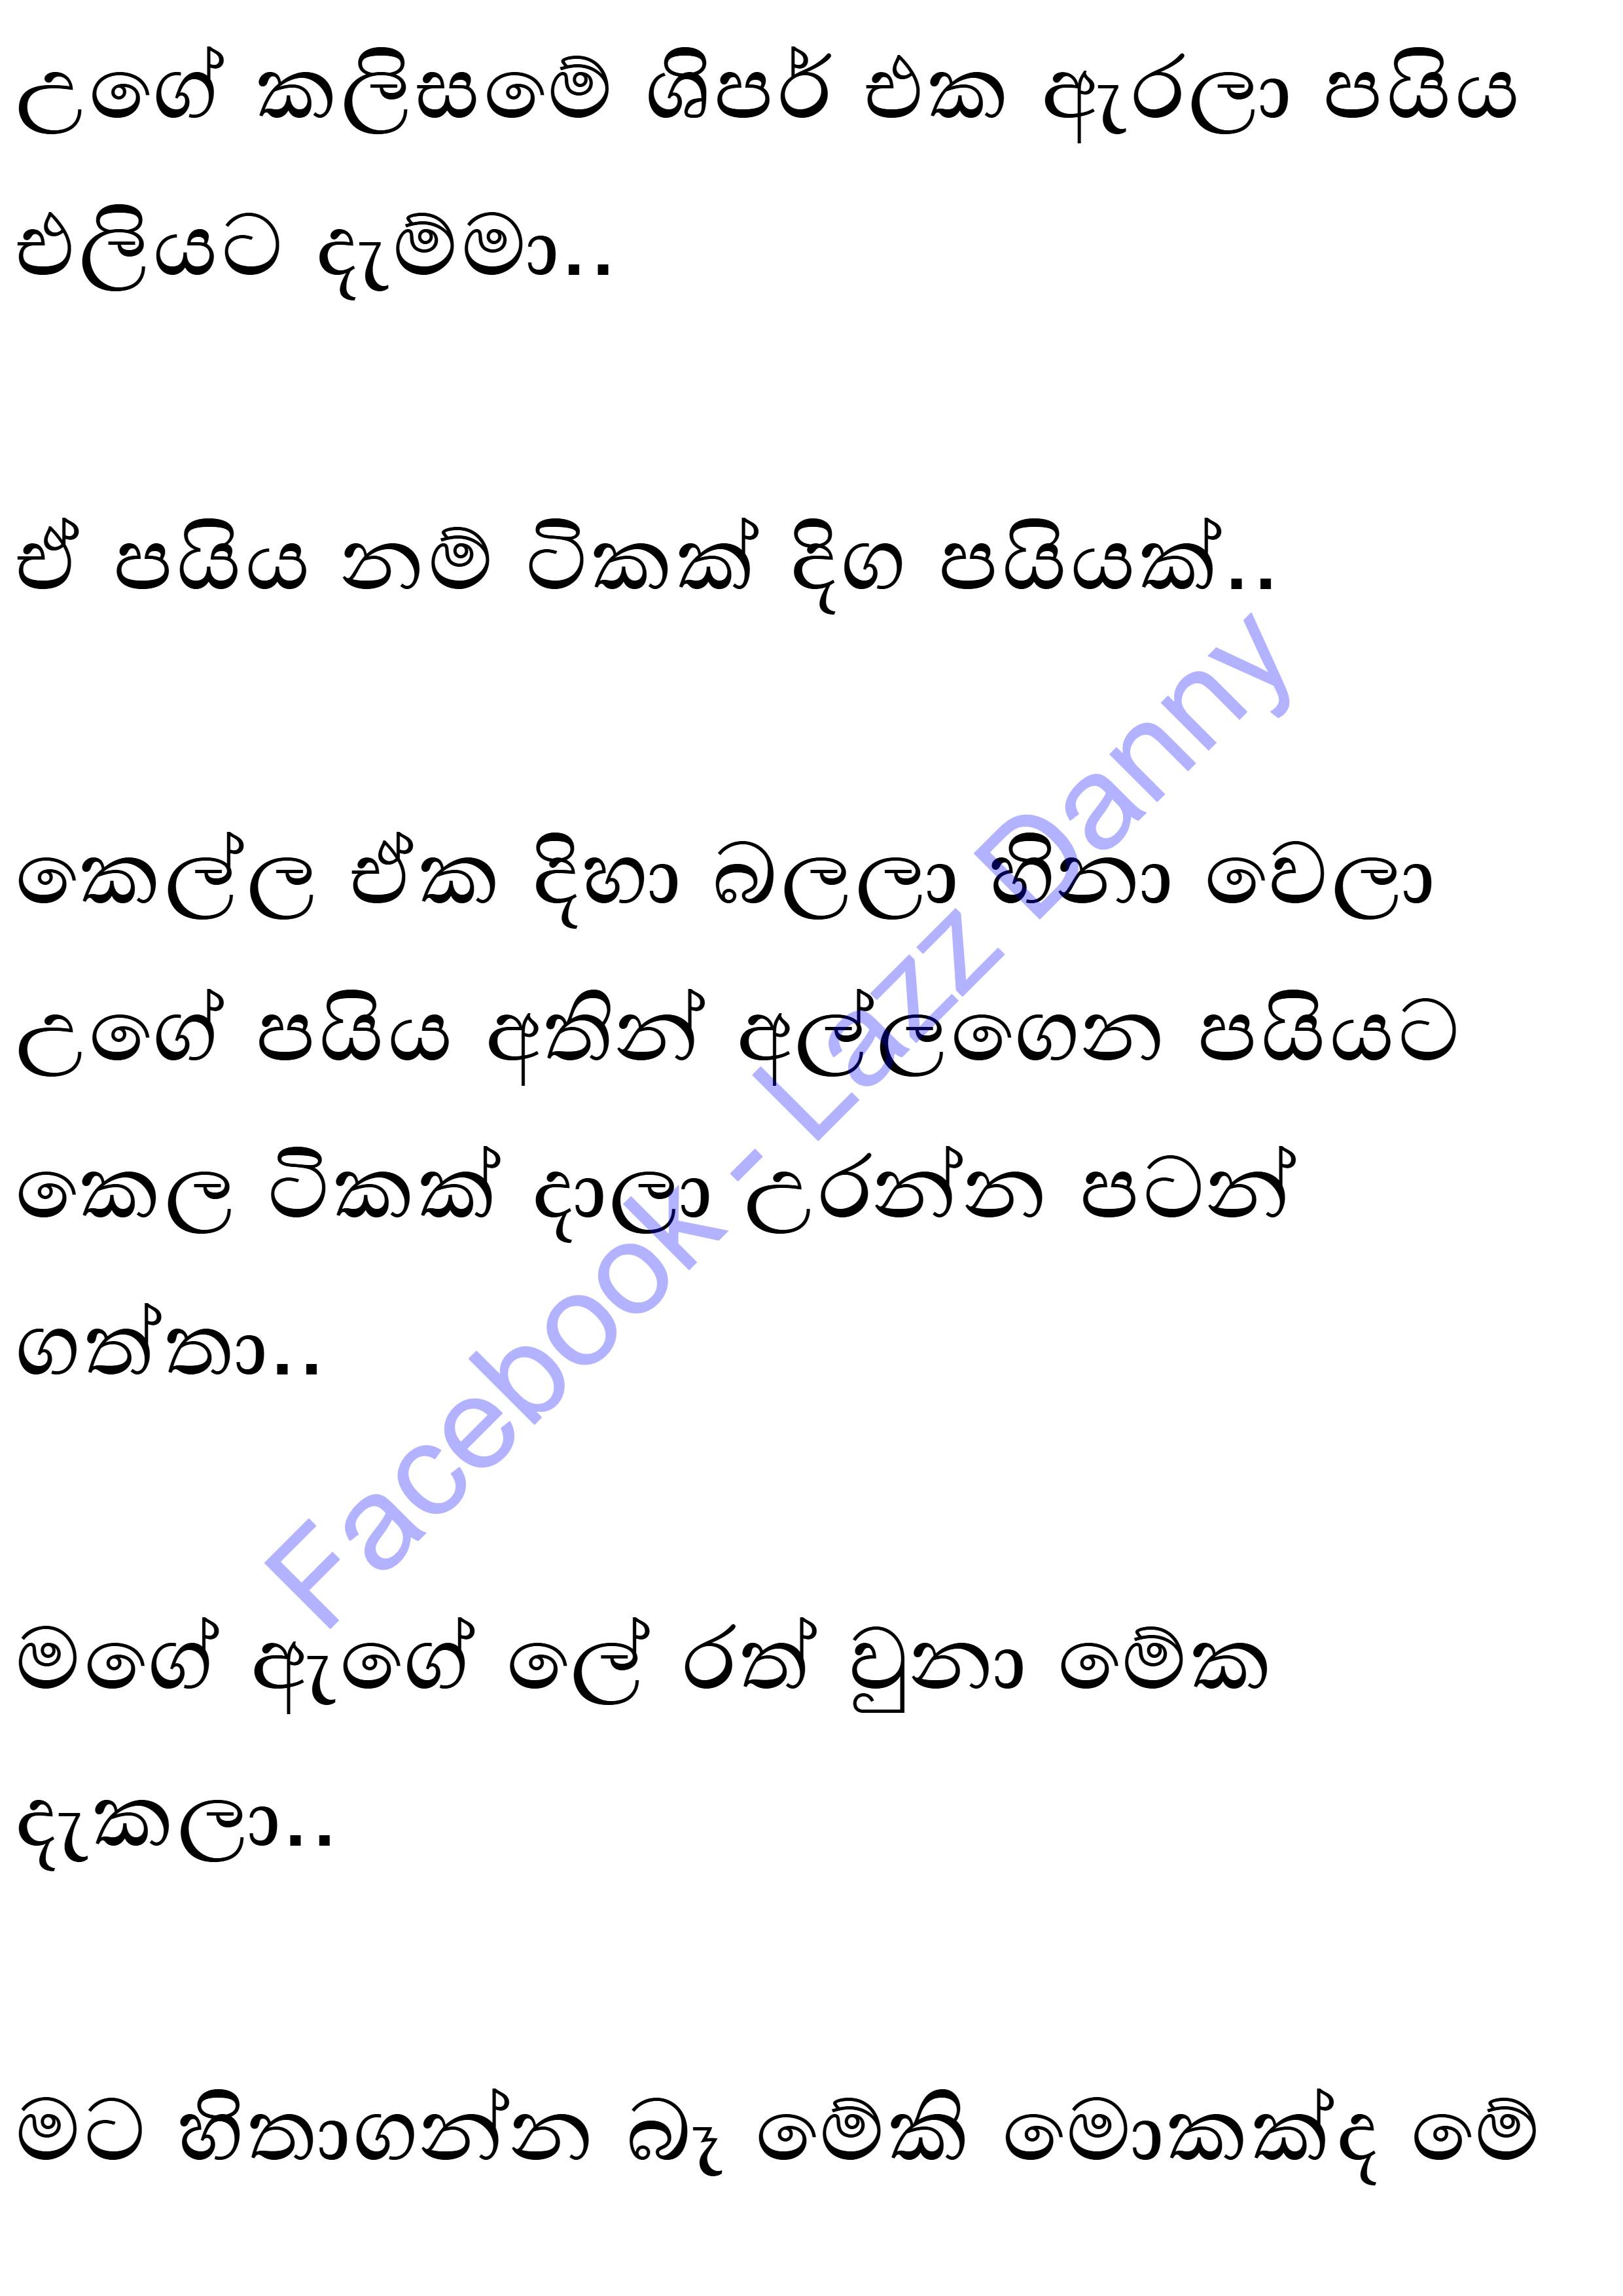 උගේ කලිසමේ ශිපර් එක ඇරලා පයිය
එලියට දැම්මා..
ඒ පයිය නම් ටිකක් දිග පයියක්..
කෙල්ල ඒක දිහා බලලා හිනා වෙලා
උගේ පයිය අතින් අල්ලගෙන පයියට
කෙල ටිකක් දාලා උරන්න පටන්
ගත්තා..
මගේ ඇගේ ලේ රත් වුනා මේක
දැකලා..
මට හිතාගන්න බෑ මේකි මොකක්ද මේ
Facebook - Lazz Danny